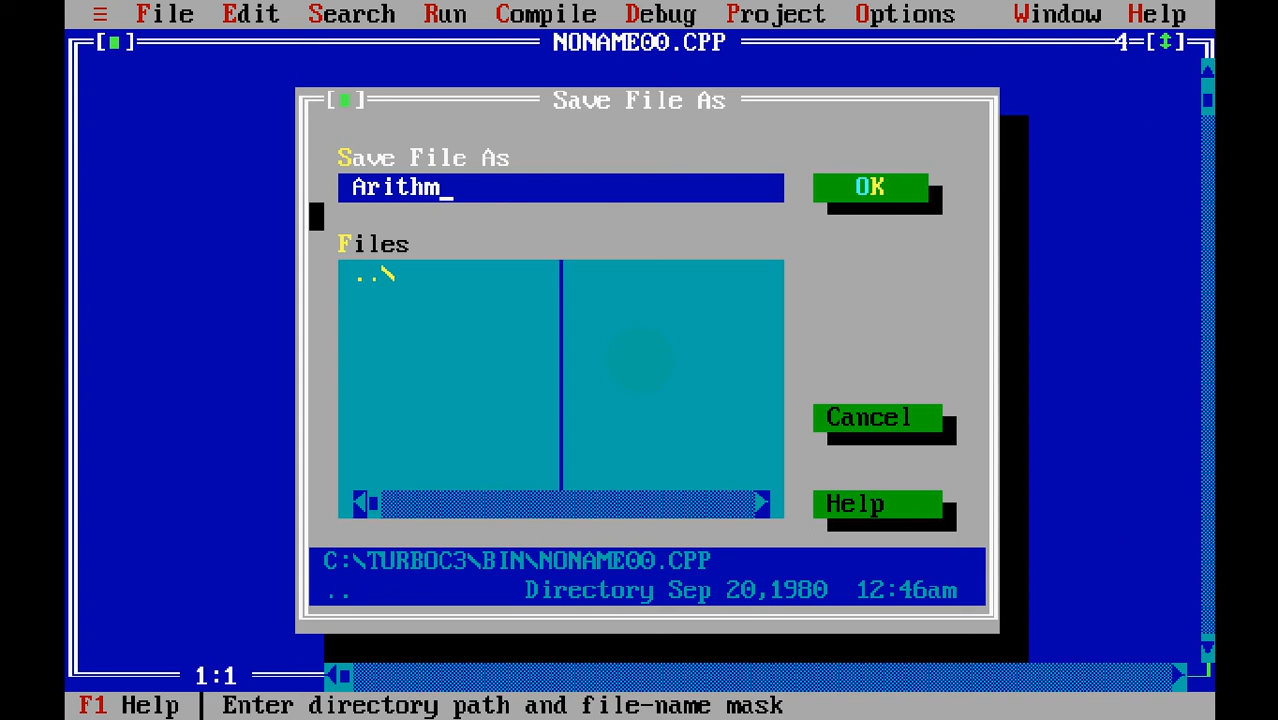 ≡ File Edit Search Run Compile Debug Project Options Window Help
[■] NONAME00.CPP 4=[↕]
[■] Save File As
Save File As
Arithm_ OK
Files
..\
Cancel
Help
C:\TURBOC3\BIN\NONAME00.CPP
.. Directory Sep 20,1980 12:46am
1:1
F1 Help | Enter directory path and file-name mask